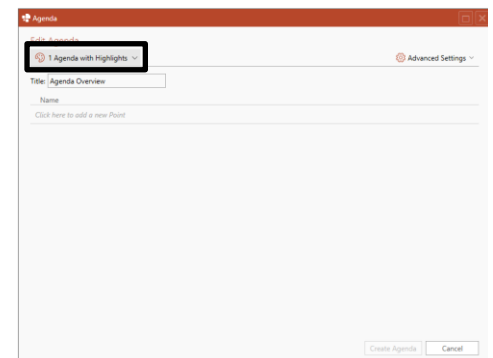 Agenda
Edit Agenda
1 Agenda with Highlights
Advanced Settings
Title: Agenda Overview
Name
Click here to add a new Point
Create Agenda
Cancel